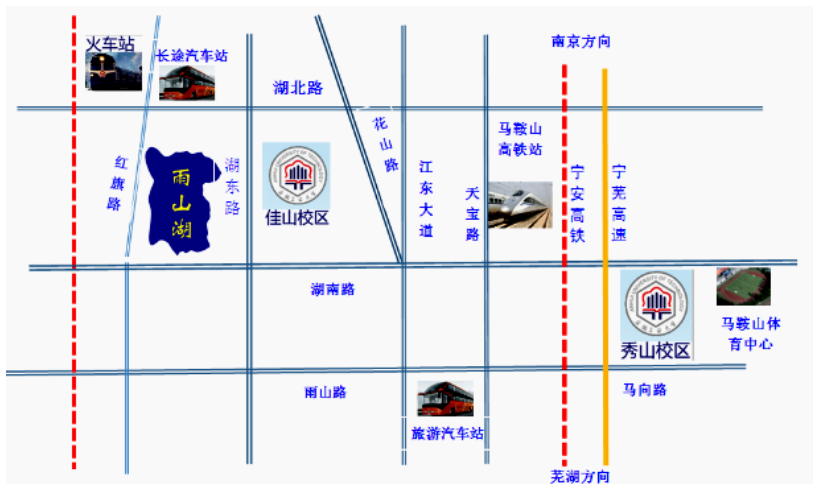 南京方向
火车站
长途汽车站
湖北路
花山路
马鞍山
高铁站
红旗路
雨山湖
湖东路
佳山校区
江东大道
天宝路
宁安高铁
宁芜高速
湖南路
秀山校区
马鞍山体
育中心
雨山路
马向路
旅游汽车站
芜湖方向